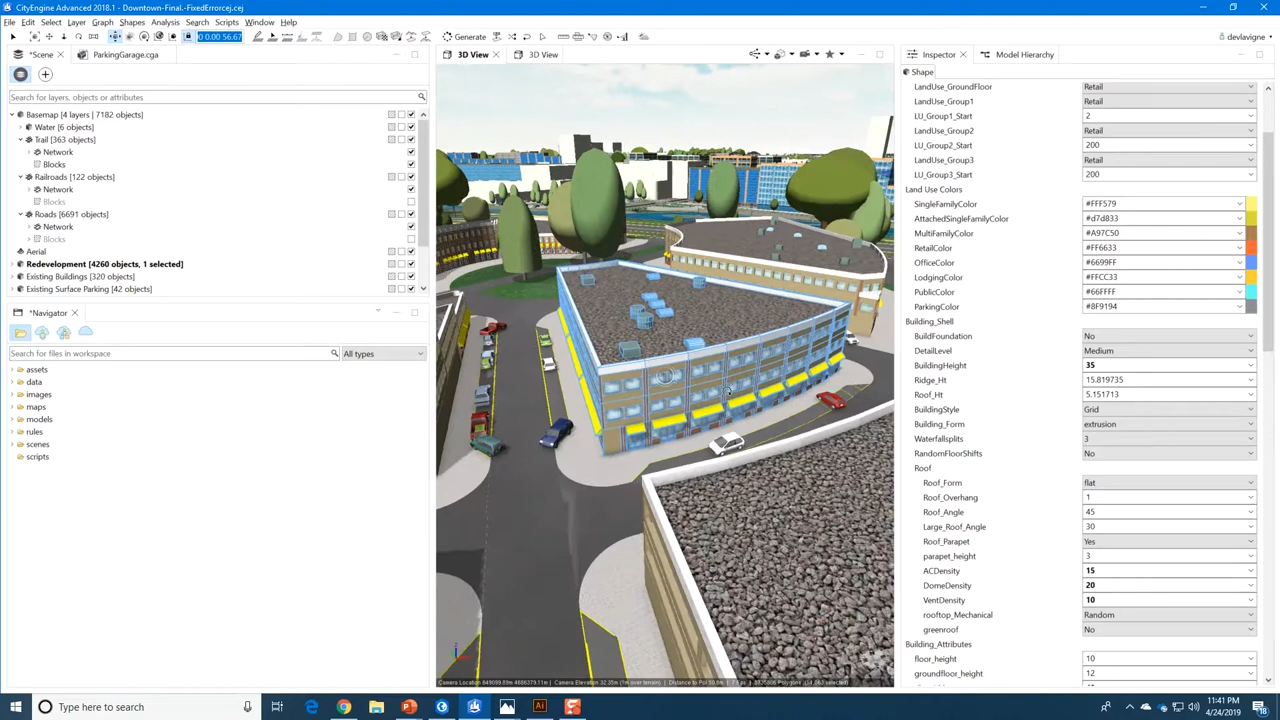 CityEngine Advanced 2018.1 - Downtown-Final.-FixedErrorcej.cej
File Edit Select Layer Graph Shapes Analysis Search Scripts Window Help
0 0.00 56.67
Generate
*Scene
ParkingGarage.cga
3D View
3D View
Inspector
Model Hierarchy
devlavigne
Search for layers, objects or attributes
Basemap [4 layers | 7182 objects]
Water [6 objects]
Trail [363 objects]
Network
Blocks
Railroads [122 objects]
Network
Blocks
Roads [6691 objects]
Network
Blocks
Aerial
Redevelopment [4260 objects, 1 selected]
Existing Buildings [320 objects]
Existing Surface Parking [42 objects]
*Navigator
Search for files in workspace
All types
assets
data
images
maps
models
rules
scenes
scripts
Shape
LandUse_GroundFloor Retail
LandUse_Group1 Retail
LU_Group1_Start 2
LandUse_Group2 Retail
LU_Group2_Start 200
LandUse_Group3 Retail
LU_Group3_Start 200
Land Use Colors
SingleFamilyColor #FFF579
AttachedSingleFamilyColor #d7d833
MultiFamilyColor #A97C50
RetailColor #FF6633
OfficeColor #6699FF
LodgingColor #FFCC33
PublicColor #66FFFF
ParkingColor #8F9194
Building_Shell
BuildFoundation No
DetailLevel Medium
BuildingHeight 35
Ridge_Ht 15.819735
Roof_Ht 5.151713
BuildingStyle Grid
Building_Form extrusion
Waterfallsplits 3
RandomFloorShifts No
Roof
Roof_Form flat
Roof_Overhang 1
Roof_Angle 45
Large_Roof_Angle 30
Roof_Parapet Yes
parapet_height 3
ACDensity 15
DomeDensity 20
VentDensity 10
rooftop_Mechanical Random
greenroof No
Building_Attributes
floor_height 10
groundfloor_height 12
Type here to search
11:41 PM
4/24/2019
18